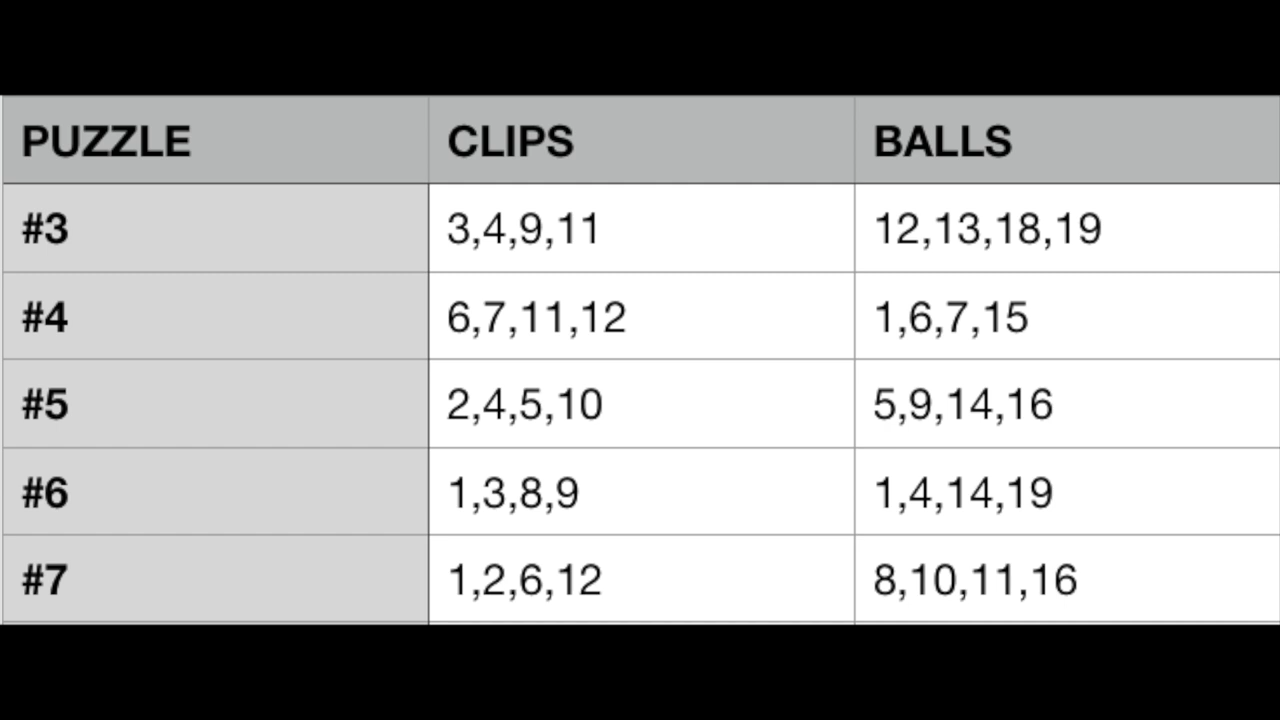 PUZZLE CLIPS BALLS
#3 3,4,9,11 12,13,18,19
#4 6,7,11,12 1,6,7,15
#5 2,4,5,10 5,9,14,16
#6 1,3,8,9 1,4,14,19
#7 1,2,6,12 8,10,11,16